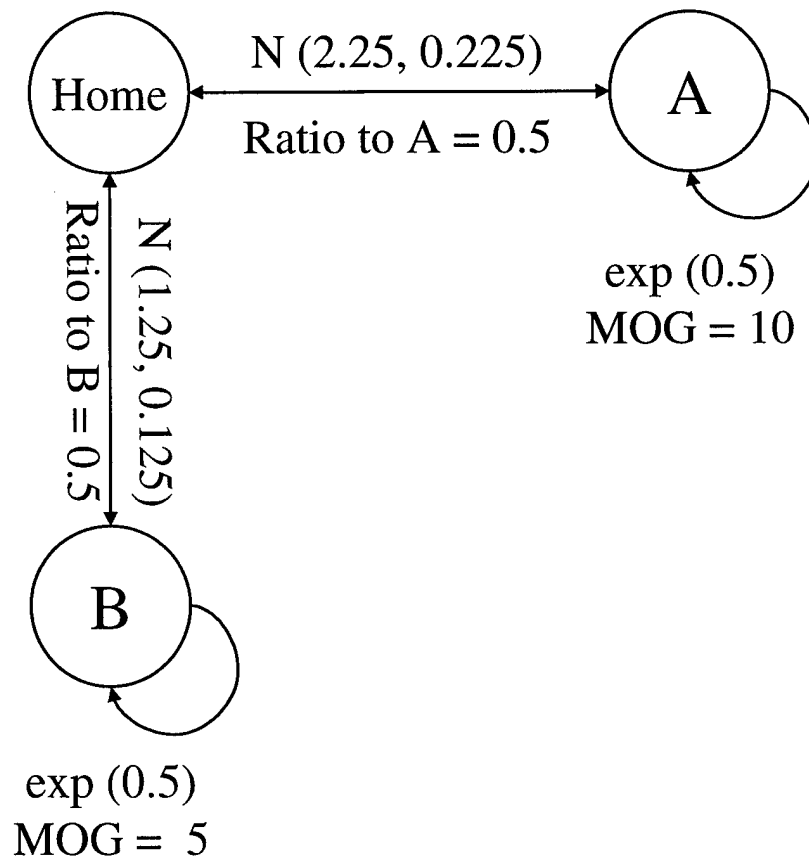 Home
N (2.25, 0.225)
Ratio to A = 0.5
A
exp (0.5)
MOG = 10
N (1.25, 0.125)
Ratio to B = 0.5
B
exp (0.5)
MOG = 5